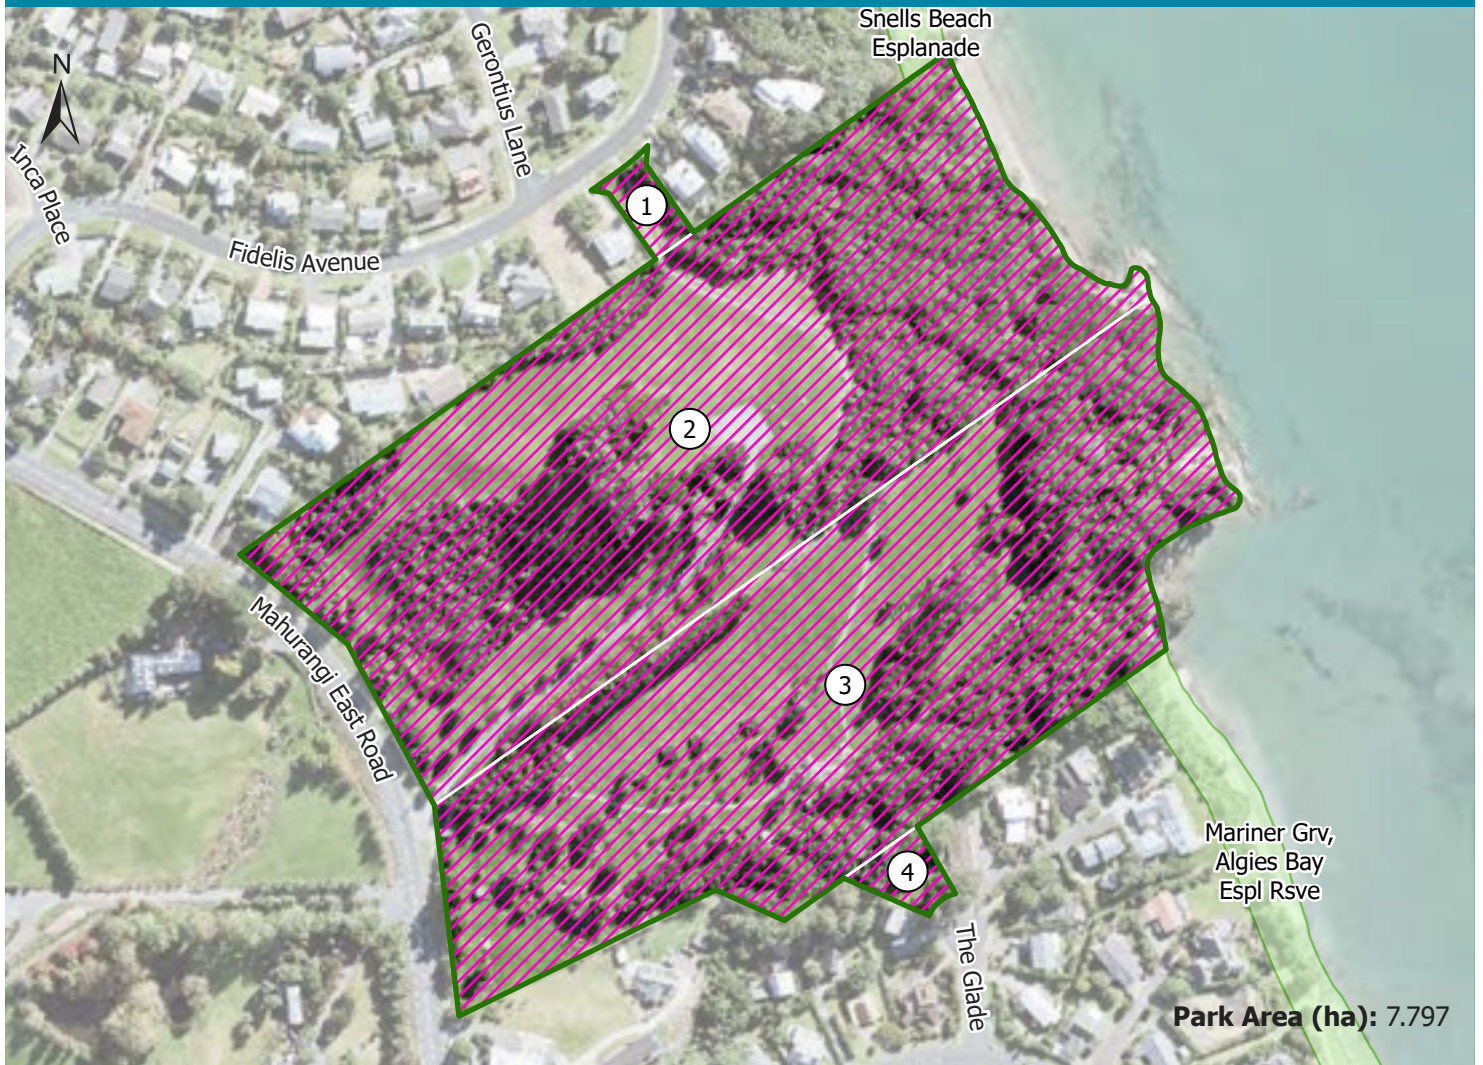 Snells Beach
Esplanade
N
Gerontius Lane
Inca Place
1
Fidelis Avenue
2
Mahurangi East Road
3
4
Mariner Grv,
Algies Bay
Espl Rsve
The Glade
Park Area (ha): 7.797